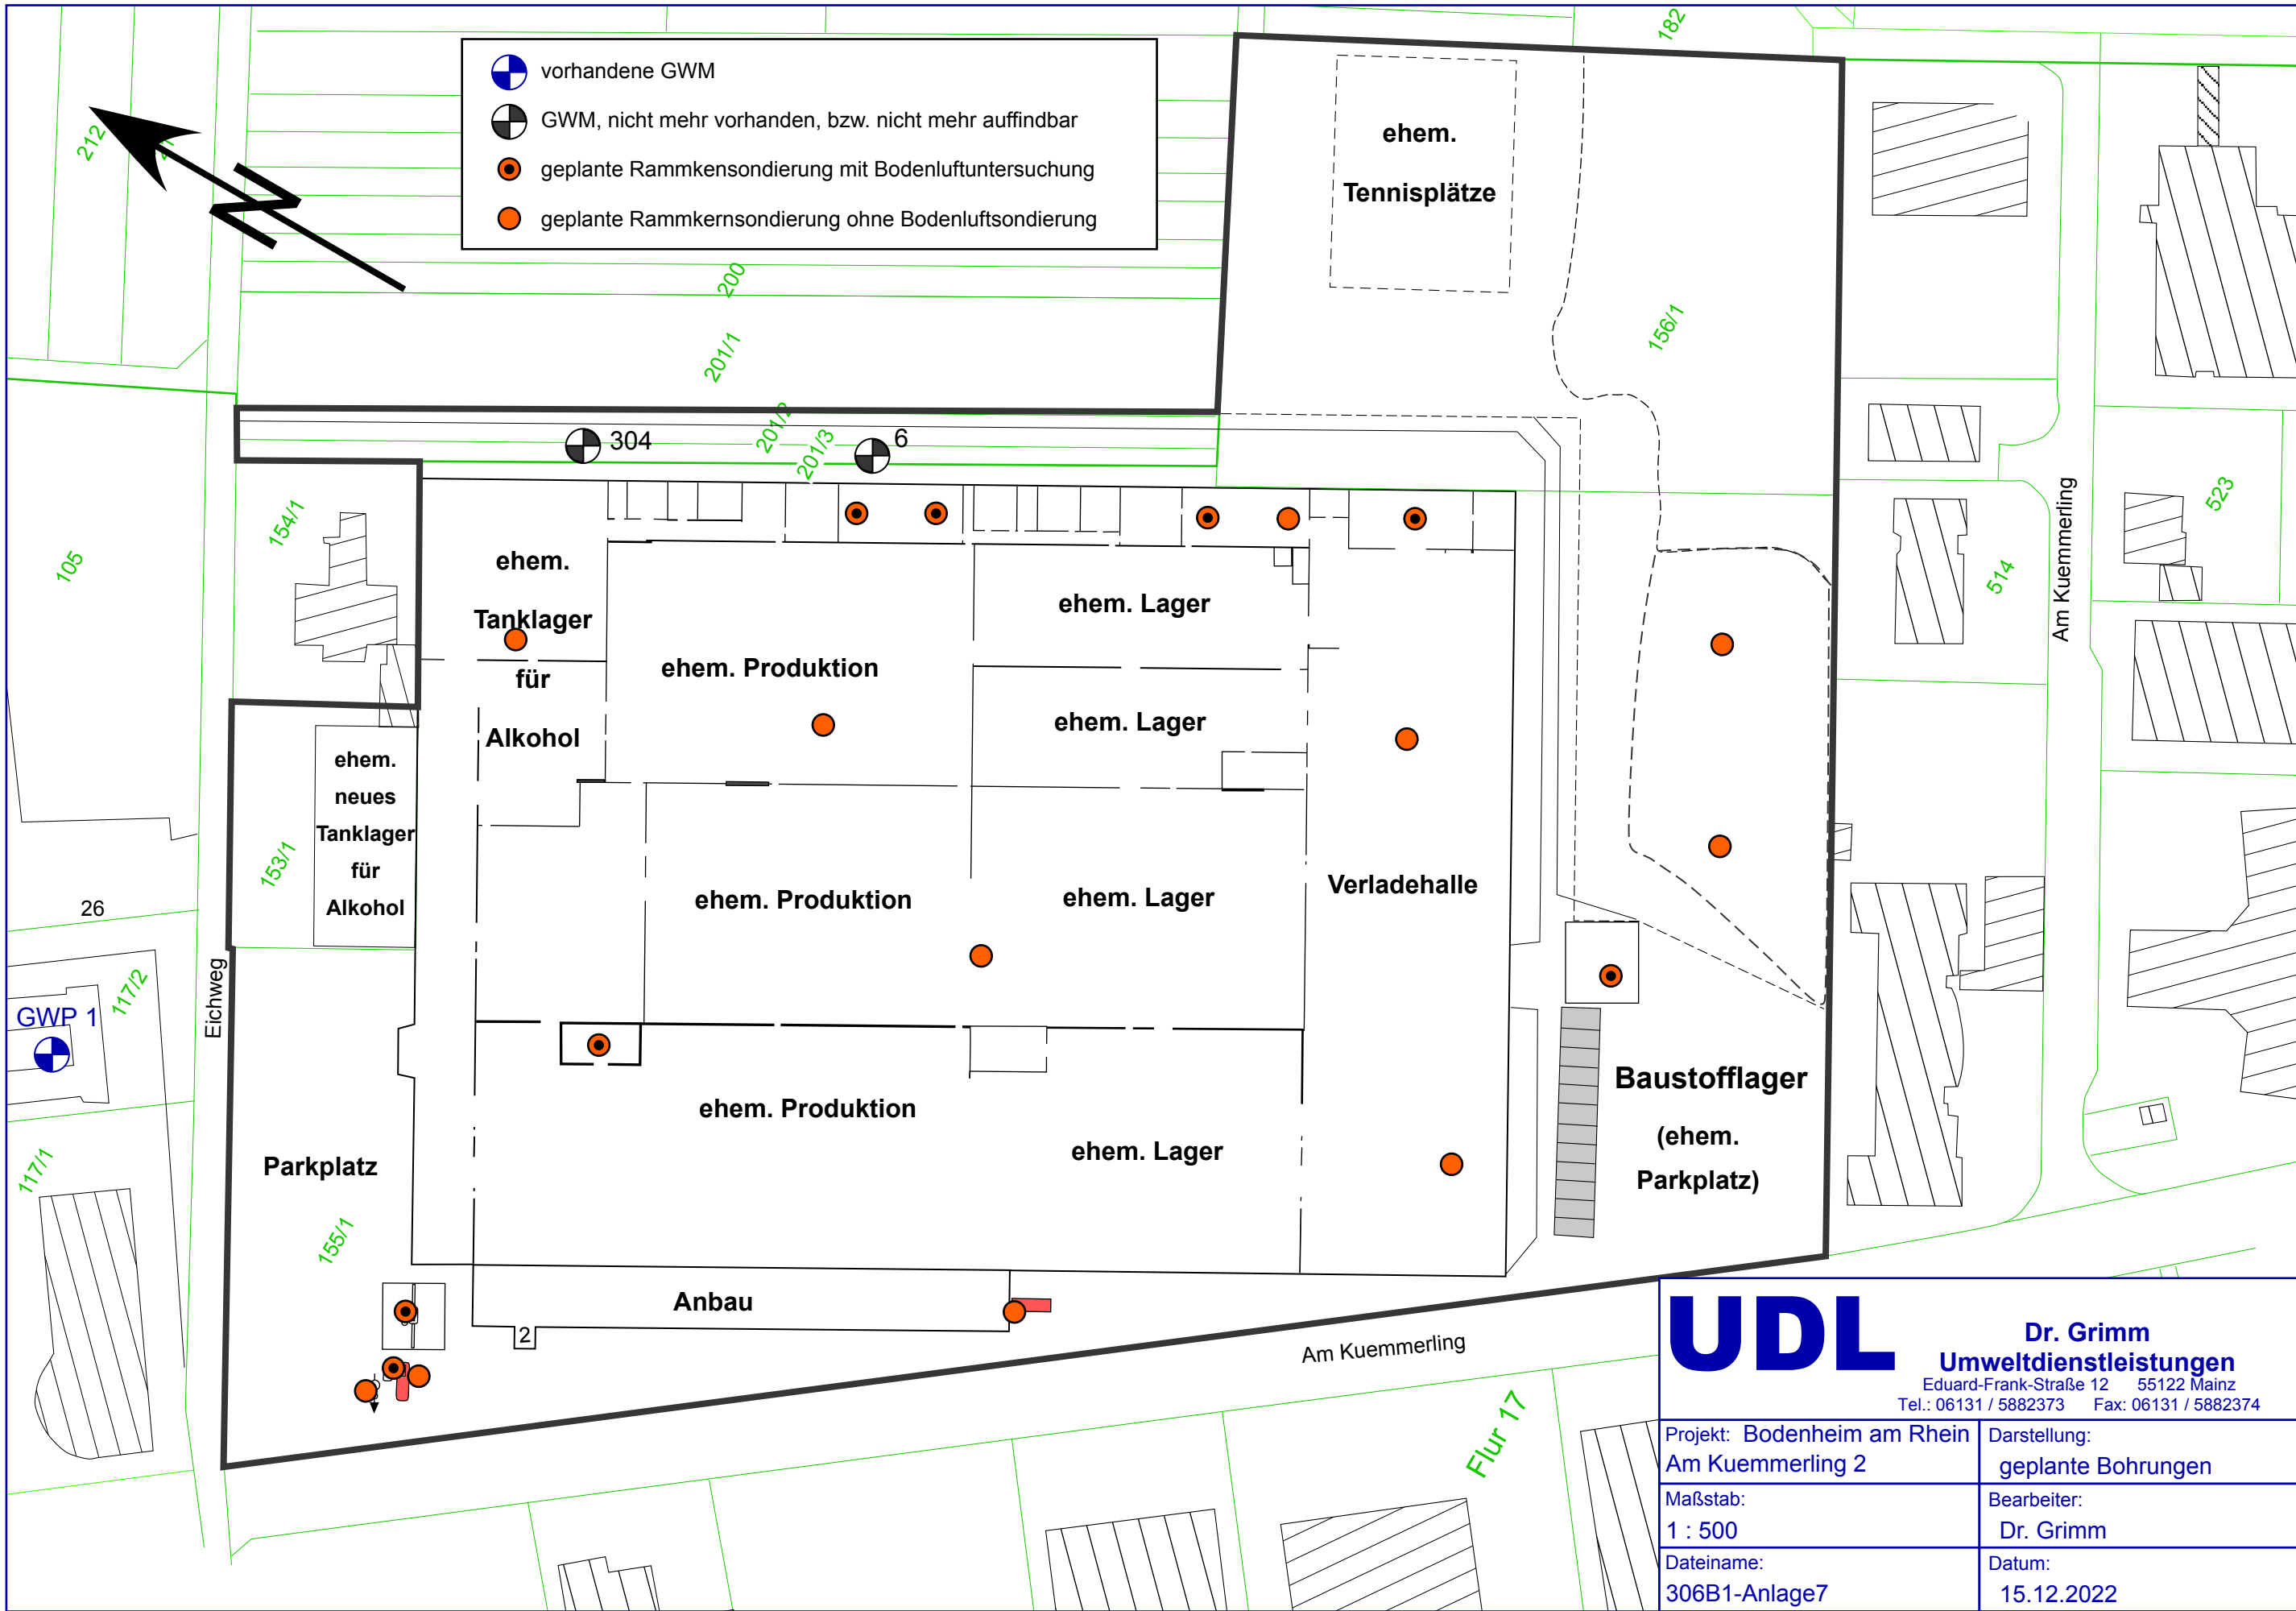 vorhandene GWM
GWM, nicht mehr vorhanden, bzw. nicht mehr auffindbar
geplante Rammkensondierung mit Bodenluftuntersuchung
geplante Rammkernsondierung ohne Bodenluftsondierung
212
182
200
201/1
201/2
201/3
304
6
ehem.
Tennisplätze
156/1
154/1
105
153/1
26
117/2
GWP 1
117/1
Eichweg
ehem.
Tanklager
für
Alkohol
ehem.
neues
Tanklager
für
Alkohol
ehem. Produktion
ehem. Lager
ehem. Lager
ehem. Produktion
ehem. Lager
Verladehalle
ehem. Produktion
ehem. Lager
Parkplatz
155/1
Anbau
2
Baustofflager
(ehem.
Parkplatz)
514
523
Am Kuemmerling
Am Kuemmerling
Flur 17
UDL
Dr. Grimm
Umweltdienstleistungen
Eduard-Frank-Straße 12 55122 Mainz
Tel.: 06131 / 5882373 Fax: 06131 / 5882374
Projekt: Bodenheim am Rhein
Am Kuemmerling 2
Darstellung:
geplante Bohrungen
Maßstab:
1 : 500
Bearbeiter:
Dr. Grimm
Dateiname:
306B1-Anlage7
Datum:
15.12.2022